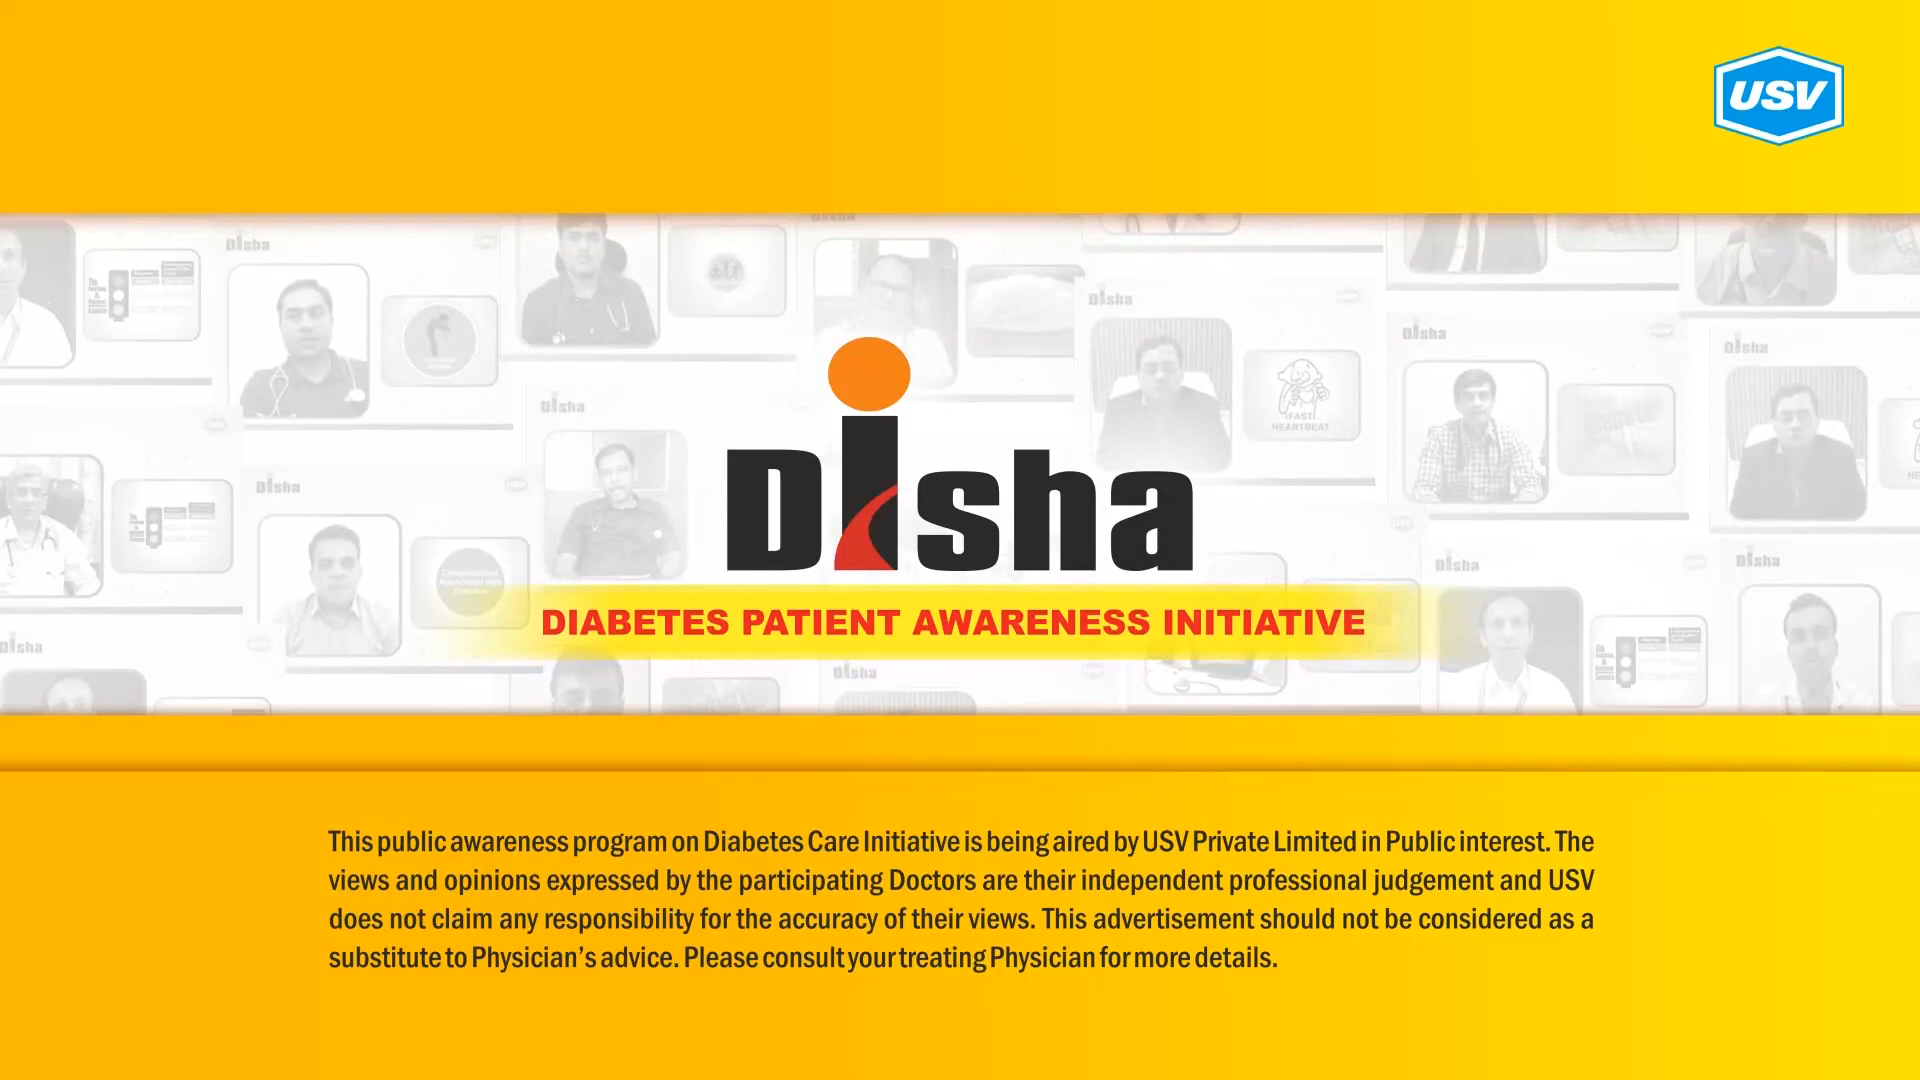 USV
Disha
DIABETES PATIENT AWARENESS INITIATIVE
FAST
HEARTBEAT
This public awareness program on Diabetes Care Initiative is being aired by USV Private Limited in Public interest. The
views and opinions expressed by the participating Doctors are their independent professional judgement and USV
does not claim any responsibility for the accuracy of their views. This advertisement should not be considered as a
substitute to Physician's advice. Please consult your treating Physician for more details.